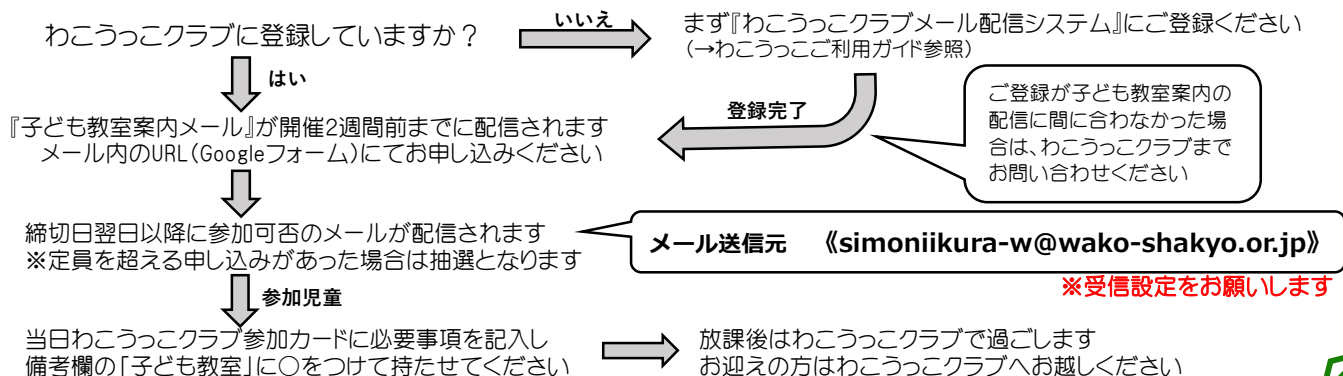 わこうっこクラブに登録していますか？
いいえ
まず『わこうっこクラブメール配信システム』にご登録ください
（→わこうっこご利用ガイド参照）
はい
登録完了
ご登録が子ども教室案内の
配信に間に合わなかった場
合は、わこうっこクラブまで
お問い合わせください
『子ども教室案内メール』が開催2週間前までに配信されます
メール内のURL（Googleフォーム）にてお申し込みください
締切日翌日以降に参加可否のメールが配信されます
※定員を超える申し込みがあった場合は抽選となります
メール送信元　《simoniikura-w@wako-shakyo.or.jp》
※受信設定をお願いします
参加児童
当日わこうっこクラブ参加カードに必要事項を記入し
備考欄の「子ども教室」に○をつけて持たせてください
放課後はわこうっこクラブで過ごします
お迎えの方はわこうっこクラブへお越しください